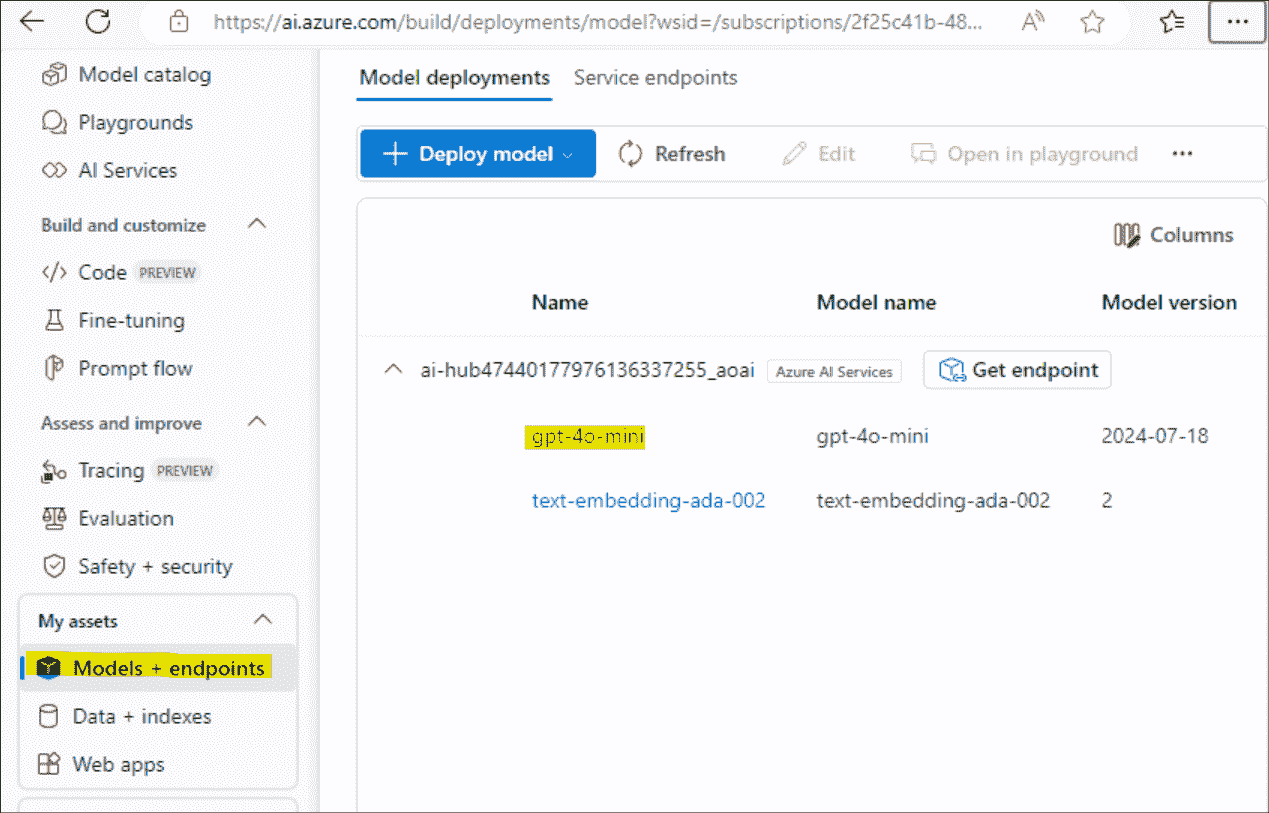 https://ai.azure.com/build/deployments/model?wsid=/subscriptions/2f25c41b-48...
Model catalog
Playgrounds
AI Services
Build and customize
Code PREVIEW
Fine-tuning
Prompt flow
Assess and improve
Tracing PREVIEW
Evaluation
Safety + security
My assets
Models + endpoints
Data + indexes
Web apps
Model deployments Service endpoints
Deploy model Refresh Edit Open in playground ...
Columns
Name Model name Model version
ai-hub47440177976136337255_aoai Azure AI Services Get endpoint
gpt-4o-mini gpt-4o-mini 2024-07-18
text-embedding-ada-002 text-embedding-ada-002 2